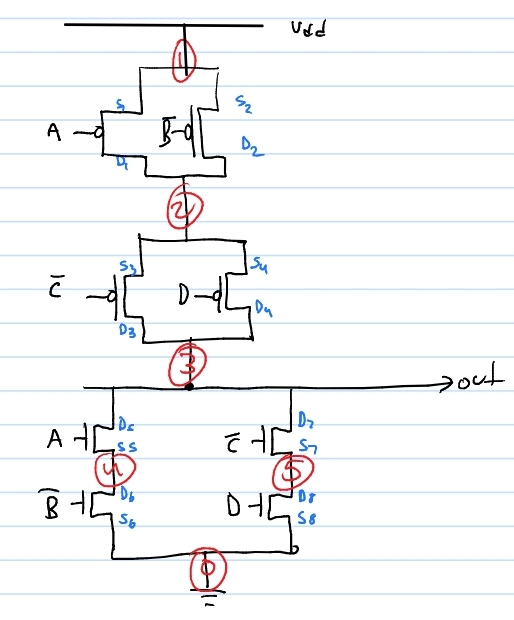 Vdd
1
S1 S2
A B̅
D1 D2
2
S3 S4
C̅ D
D3 D4
3
out
D5 D7
A C̅
S5 S7
4 5
D6 D8
B̅ D
S6 S8
0